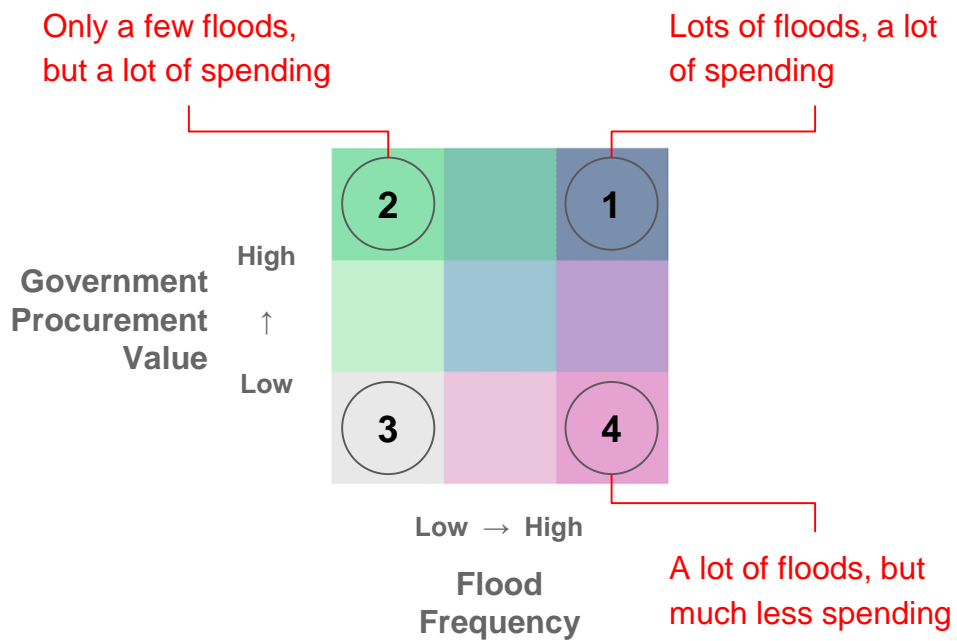 Only a few floods,
but a lot of spending
Lots of floods, a lot
of spending
2
1
High
Government
Procurement
Value
↑
Low
3
4
Low → High
Flood
Frequency
A lot of floods, but
much less spending